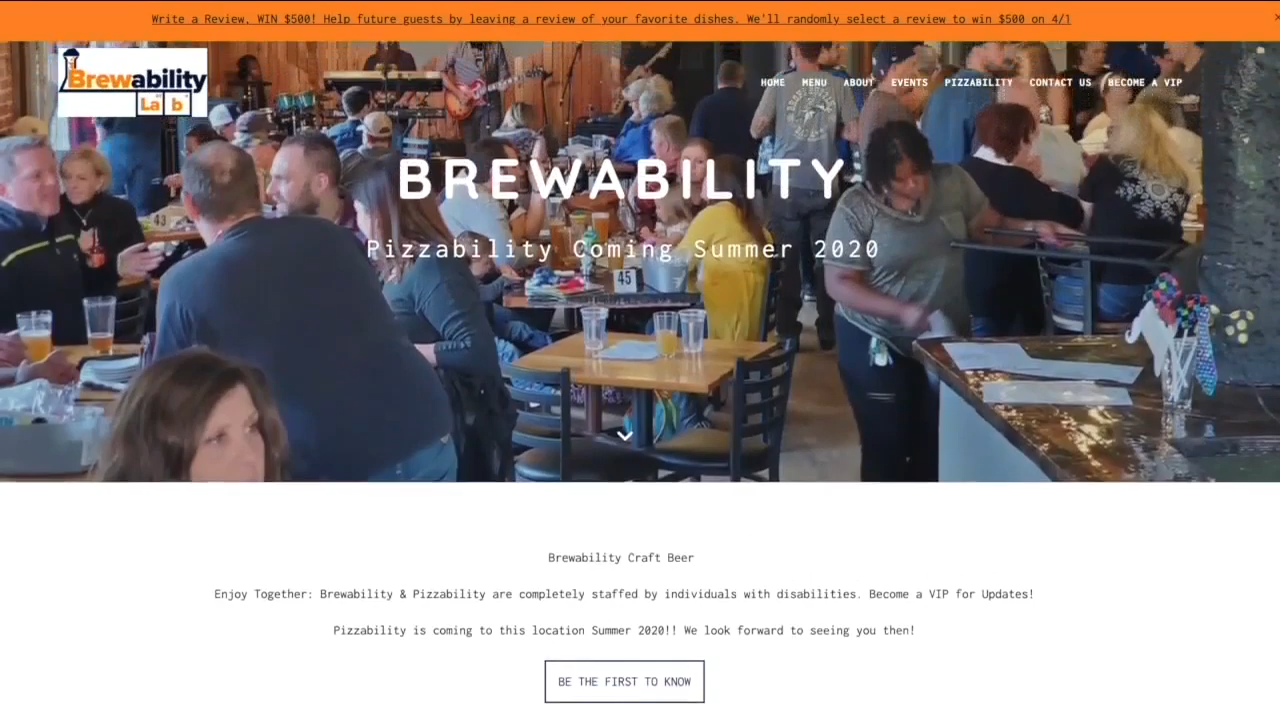 Write a Review, WIN $500! Help future guests by leaving a review of your favorite dishes. We'll randomly select a review to win $500 on 4/1
Brewability
Lab
HOME MENU ABOUT EVENTS PIZZABILITY CONTACT US BECOME A VIP
BREWABILITY
Pizzability Coming Summer 2020
43
45
Brewability Craft Beer
Enjoy Together: Brewability & Pizzability are completely staffed by individuals with disabilities. Become a VIP for Updates!
Pizzability is coming to this location Summer 2020!! We look forward to seeing you then!
BE THE FIRST TO KNOW